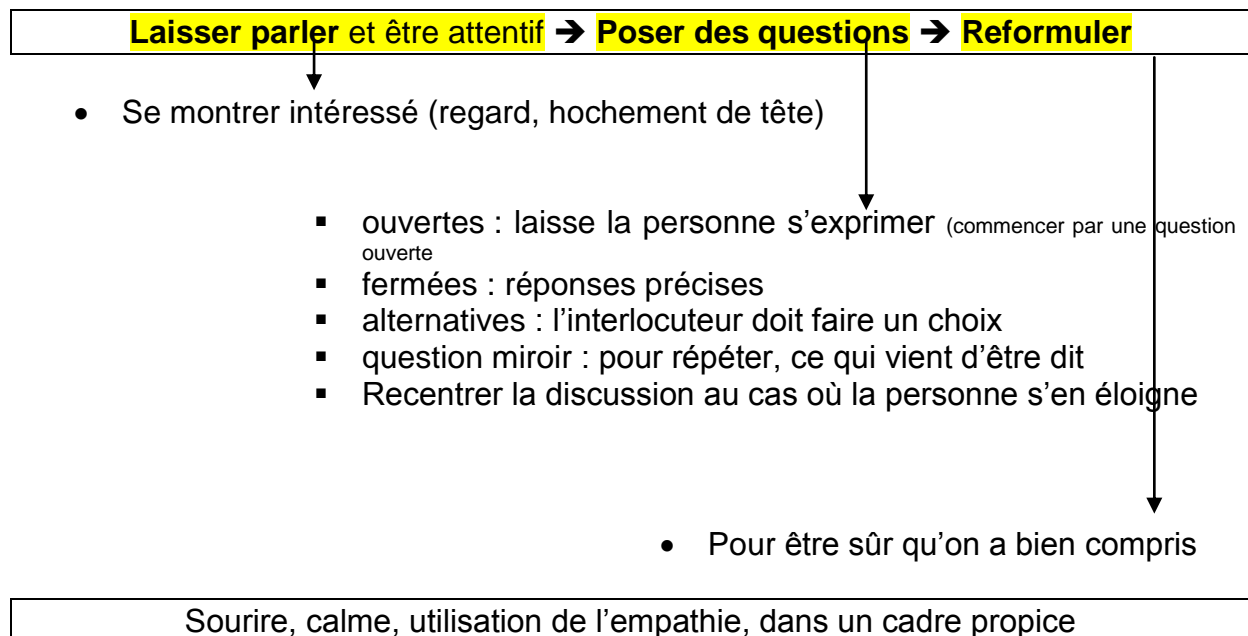 Laisser parler et être attentif ➔ Poser des questions ➔ Reformuler
• Se montrer intéressé (regard, hochement de tête)
▪ ouvertes : laisse la personne s’exprimer (commencer par une question
ouverte
▪ fermées : réponses précises
▪ alternatives : l’interlocuteur doit faire un choix
▪ question miroir : pour répéter, ce qui vient d’être dit
▪ Recentrer la discussion au cas où la personne s’en éloigne
• Pour être sûr qu’on a bien compris
Sourire, calme, utilisation de l’empathie, dans un cadre propice